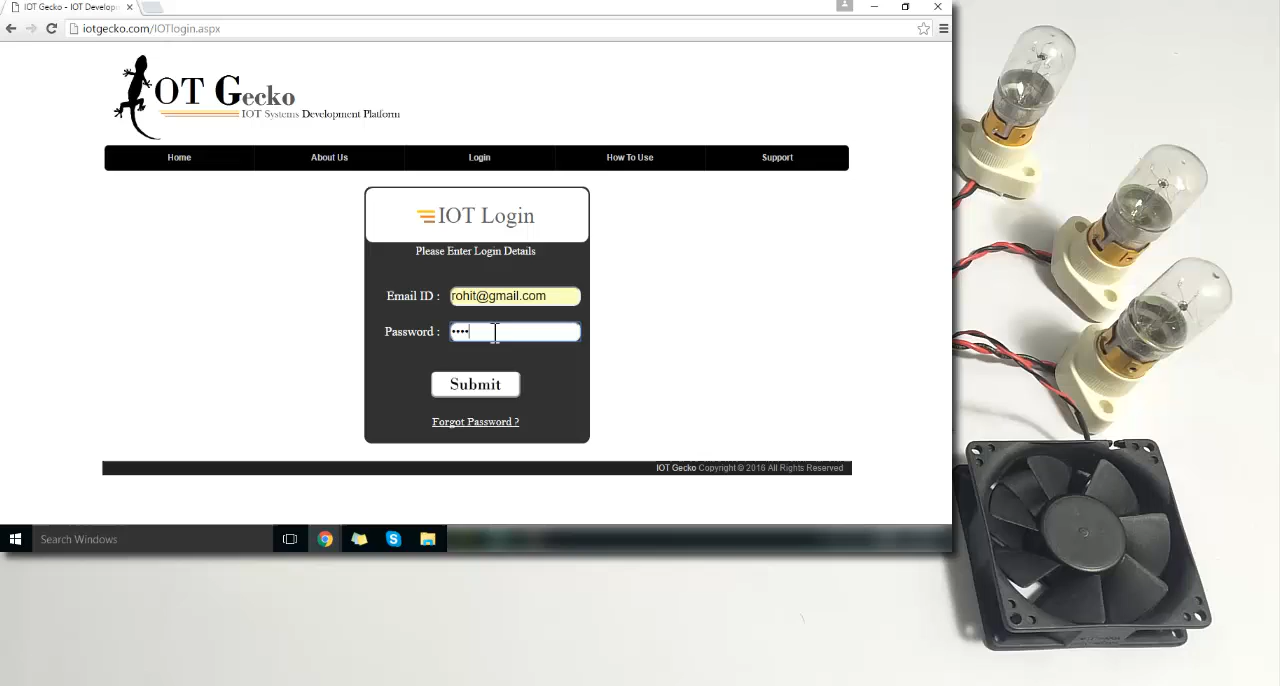 IOT Gecko - IOT Develop
iotgecko.com/IOTlogin.aspx
IOT Gecko
IOT Systems Development Platform
Home About Us Login How To Use Support
IOT Login
Please Enter Login Details
Email ID : rohit@gmail.com
Password : ••••
Submit
Forgot Password ?
IOT Gecko Copyright © 2016 All Rights Reserved
Search Windows